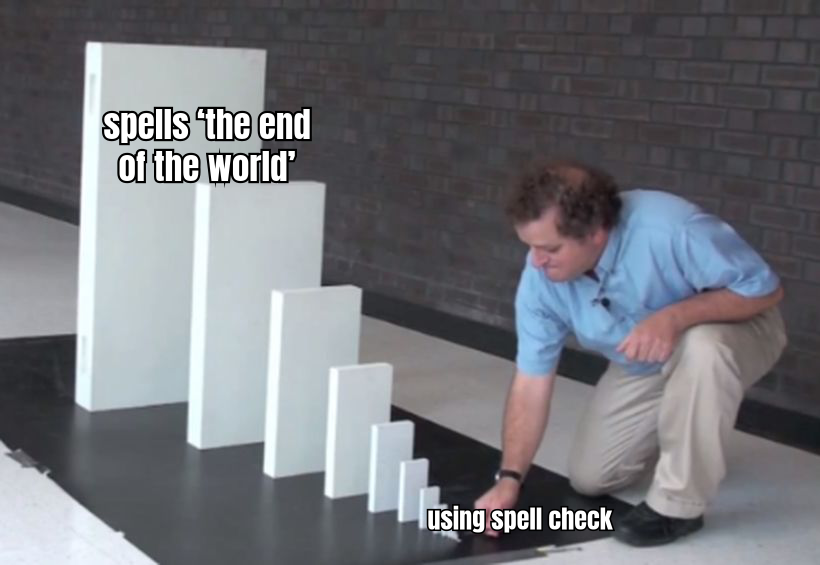 spells ‘the end
of the world’
using spell check